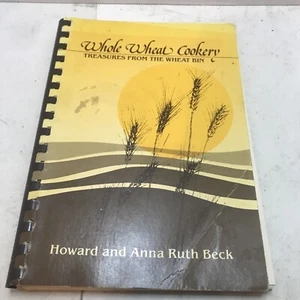 Whole Wheat Cookery
TREASURES FROM THE WHEAT BIN
Howard and Anna Ruth Beck